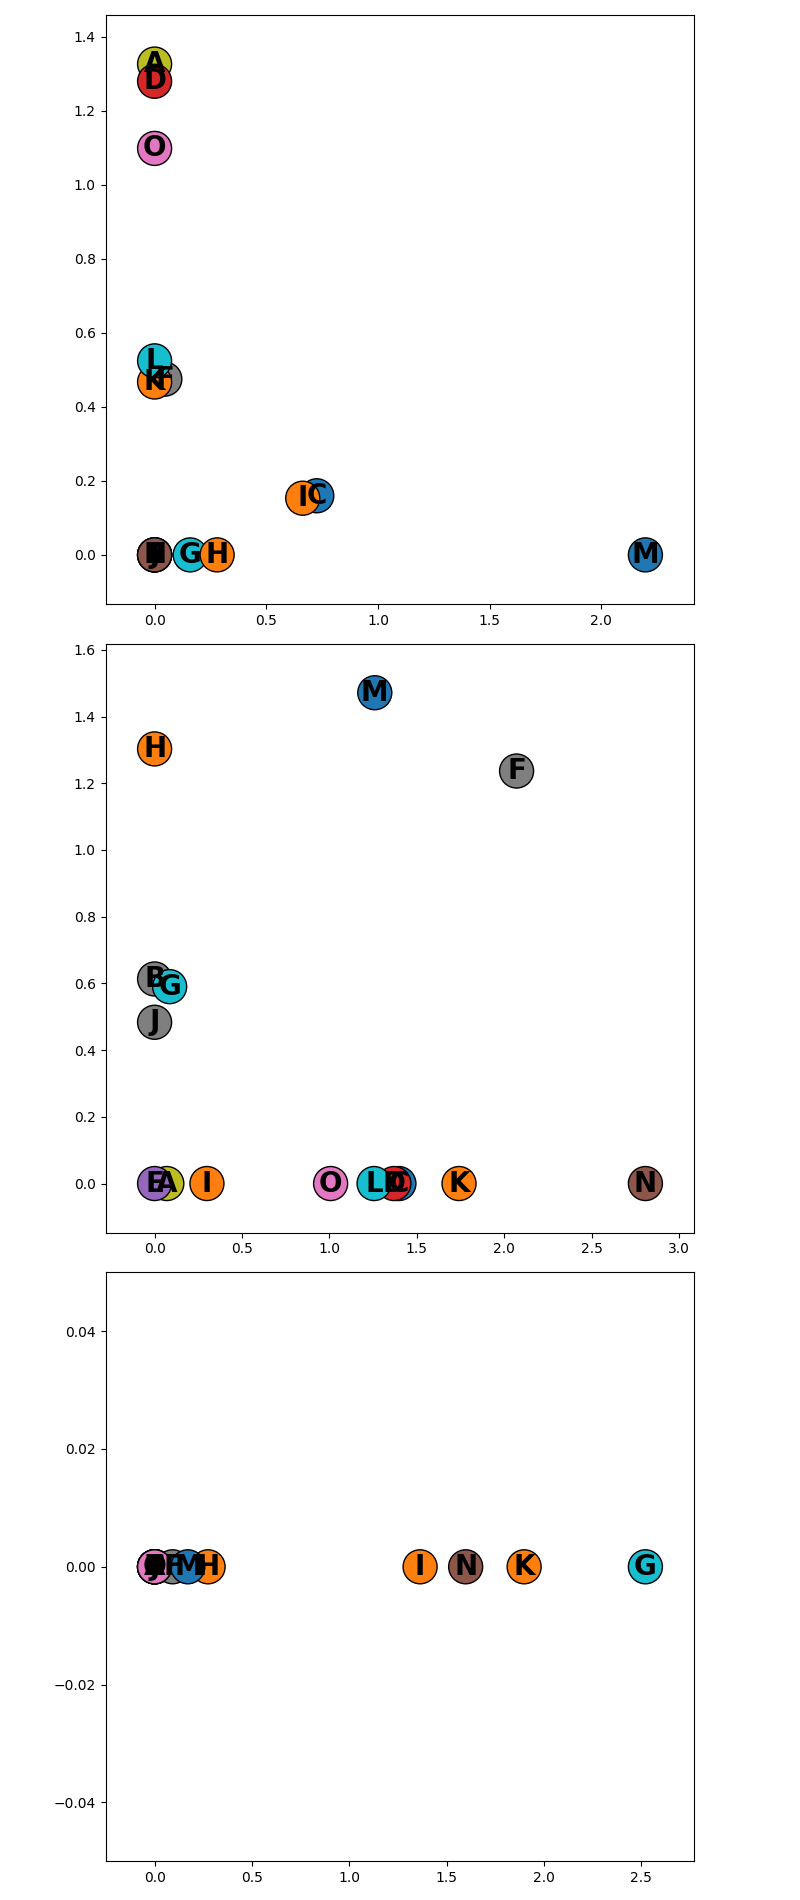 1.4
A
D
1.2
O
1.0
0.8
0.6
L
K F
0.4
I C
0.2
0.0 J G H M
0.0 0.5 1.0 1.5 2.0
1.6
M
1.4
H
F
1.2
1.0
0.8
0.6 B G
J
0.4
0.2
0.0 E A I O L D C K N
0.0 0.5 1.0 1.5 2.0 2.5 3.0
0.04
0.02
0.00 J F M H I N K G
−0.02
−0.04
0.0 0.5 1.0 1.5 2.0 2.5